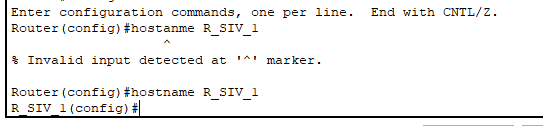 Enter configuration commands, one per line.  End with CNTL/Z.
Router(config)#hostanme R_SIV_1
                    ^
% Invalid input detected at '^' marker.
Router(config)#hostname R_SIV_1
R_SIV_1(config)#